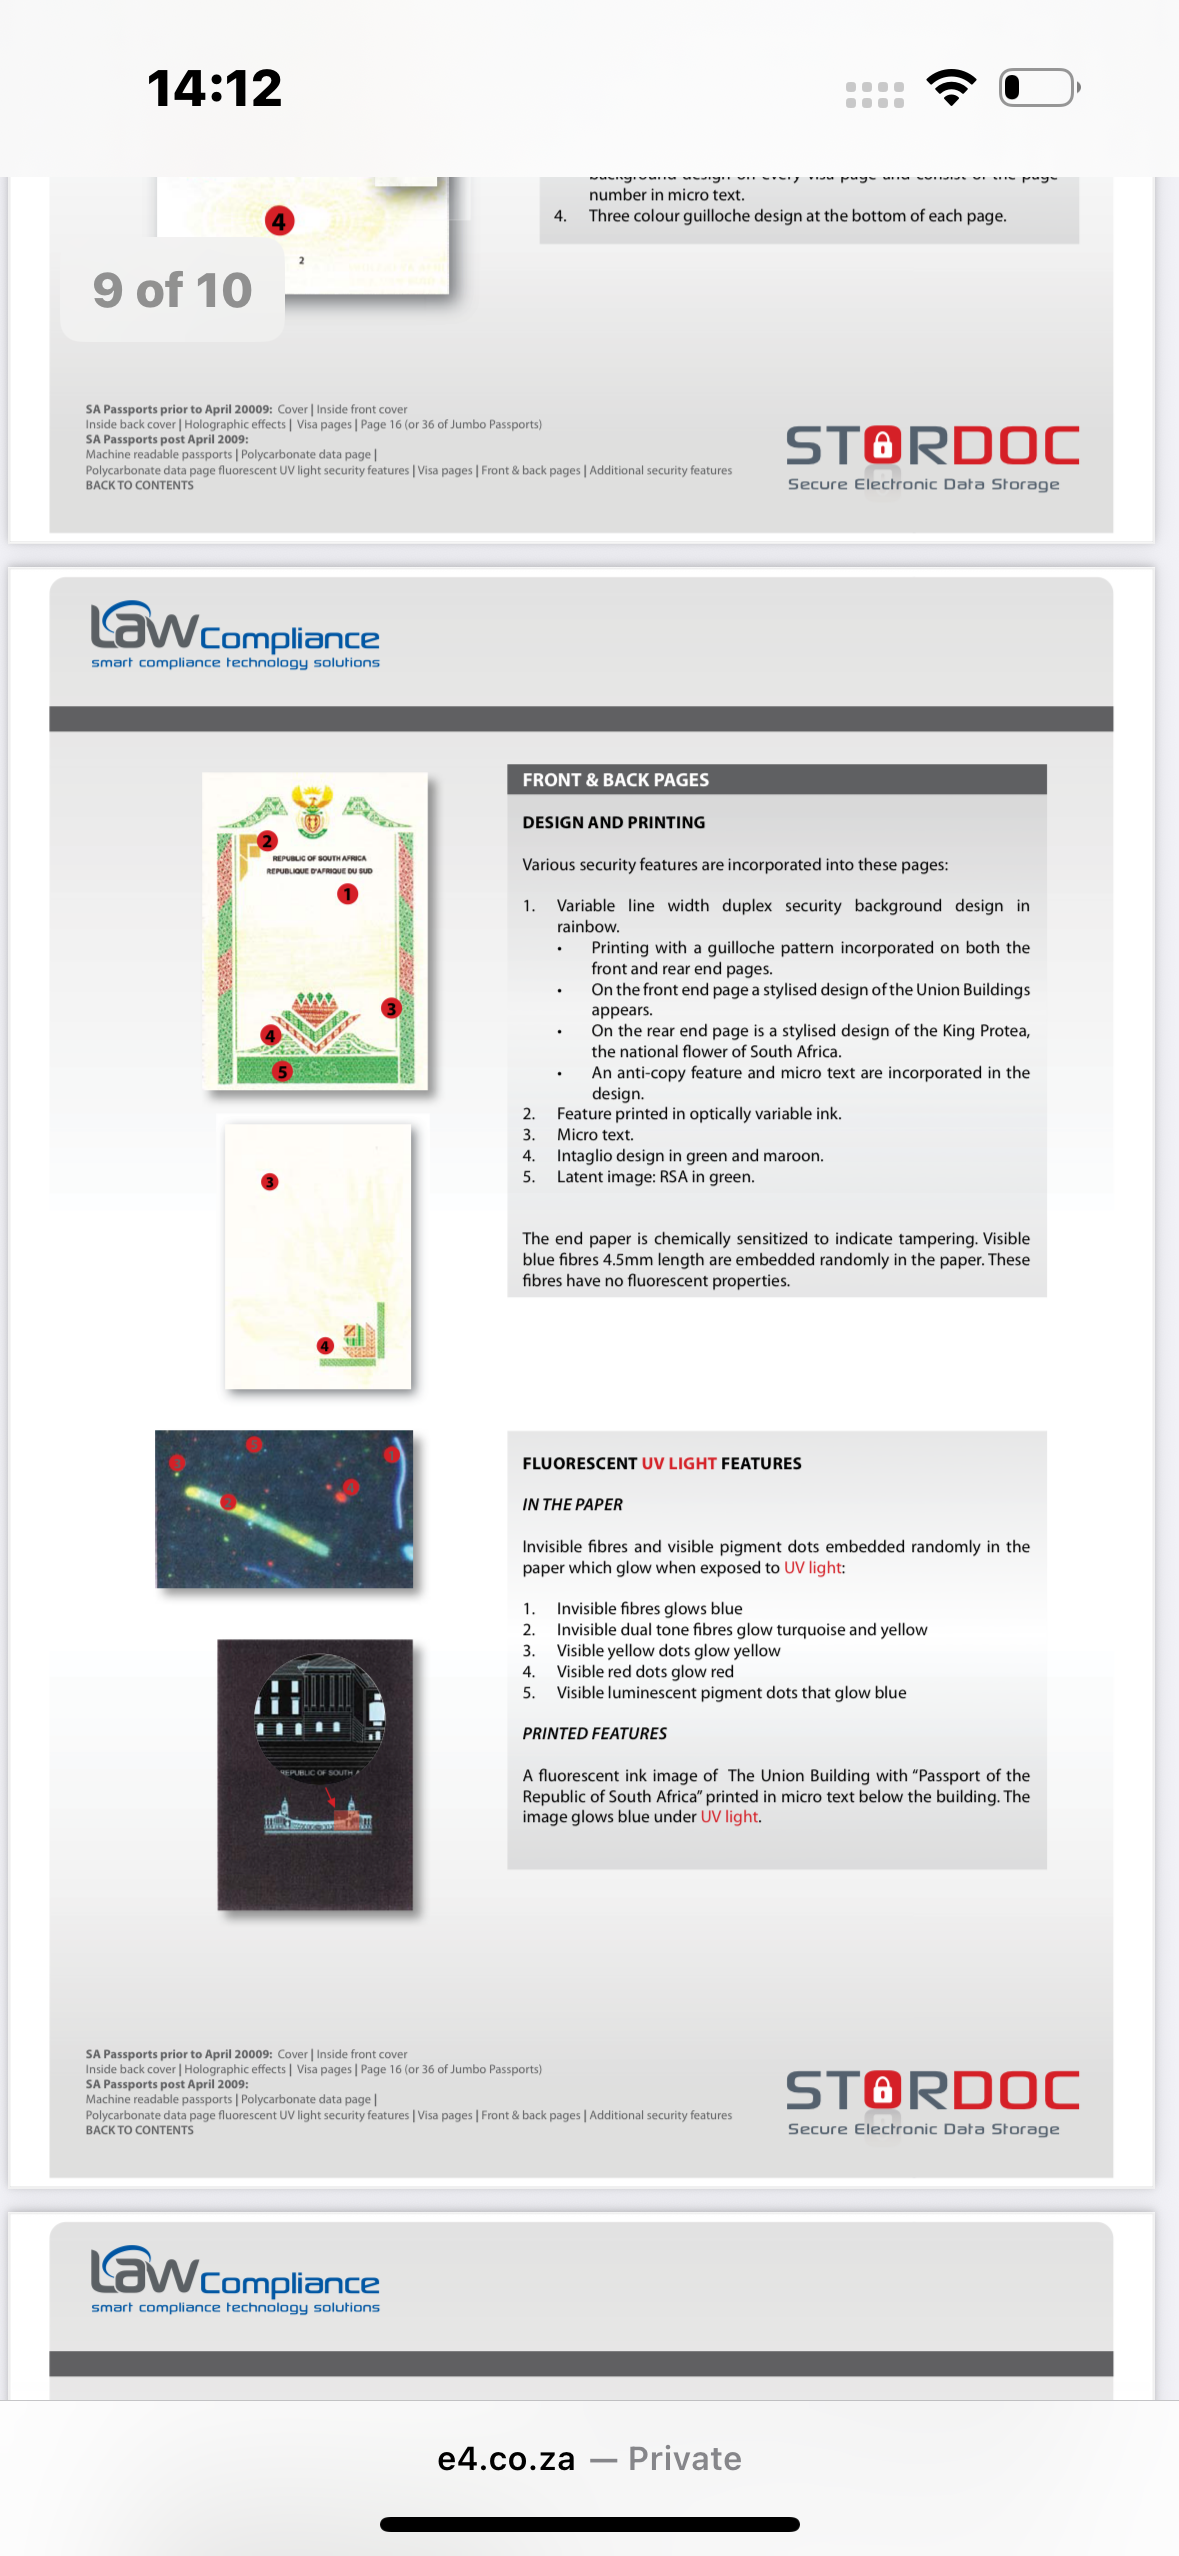 14:12
number in micro text.
4. Three colour guilloche design at the bottom of each page.
4
2
9 of 10
SA Passports prior to April 20009: Cover | Inside front cover
Inside back cover | Holographic effects | Visa pages | Page 16 (or 36 of Jumbo Passports)
SA Passports post April 2009:
Machine readable passports | Polycarbonate data page |
Polycarbonate data page fluorescent UV light security features | Visa pages | Front & back pages | Additional security features
BACK TO CONTENTS
STORDOC
Secure Electronic Data Storage
Law Compliance
smart compliance technology solutions
2
REPUBLIC OF SOUTH AFRICA
REPUBLIQUE D'AFRIQUE DU SUD
1
3
4
5
3
4
FRONT & BACK PAGES
DESIGN AND PRINTING
Various security features are incorporated into these pages:
1. Variable line width duplex security background design in
rainbow.
• Printing with a guilloche pattern incorporated on both the
front and rear end pages.
• On the front end page a stylised design of the Union Buildings
appears.
• On the rear end page is a stylised design of the King Protea,
the national flower of South Africa.
• An anti-copy feature and micro text are incorporated in the
design.
2. Feature printed in optically variable ink.
3. Micro text.
4. Intaglio design in green and maroon.
5. Latent image: RSA in green.
The end paper is chemically sensitized to indicate tampering. Visible
blue fibres 4.5mm length are embedded randomly in the paper. These
fibres have no fluorescent properties.
FLUORESCENT UV LIGHT FEATURES
IN THE PAPER
Invisible fibres and visible pigment dots embedded randomly in the
paper which glow when exposed to UV light:
1. Invisible fibres glows blue
2. Invisible dual tone fibres glow turquoise and yellow
3. Visible yellow dots glow yellow
4. Visible red dots glow red
5. Visible luminescent pigment dots that glow blue
PRINTED FEATURES
A fluorescent ink image of The Union Building with “Passport of the
Republic of South Africa” printed in micro text below the building. The
image glows blue under UV light.
REPUBLIC OF SOUTH
SA Passports prior to April 20009: Cover | Inside front cover
Inside back cover | Holographic effects | Visa pages | Page 16 (or 36 of Jumbo Passports)
SA Passports post April 2009:
Machine readable passports | Polycarbonate data page |
Polycarbonate data page fluorescent UV light security features | Visa pages | Front & back pages | Additional security features
BACK TO CONTENTS
STORDOC
Secure Electronic Data Storage
Law Compliance
smart compliance technology solutions
e4.co.za — Private